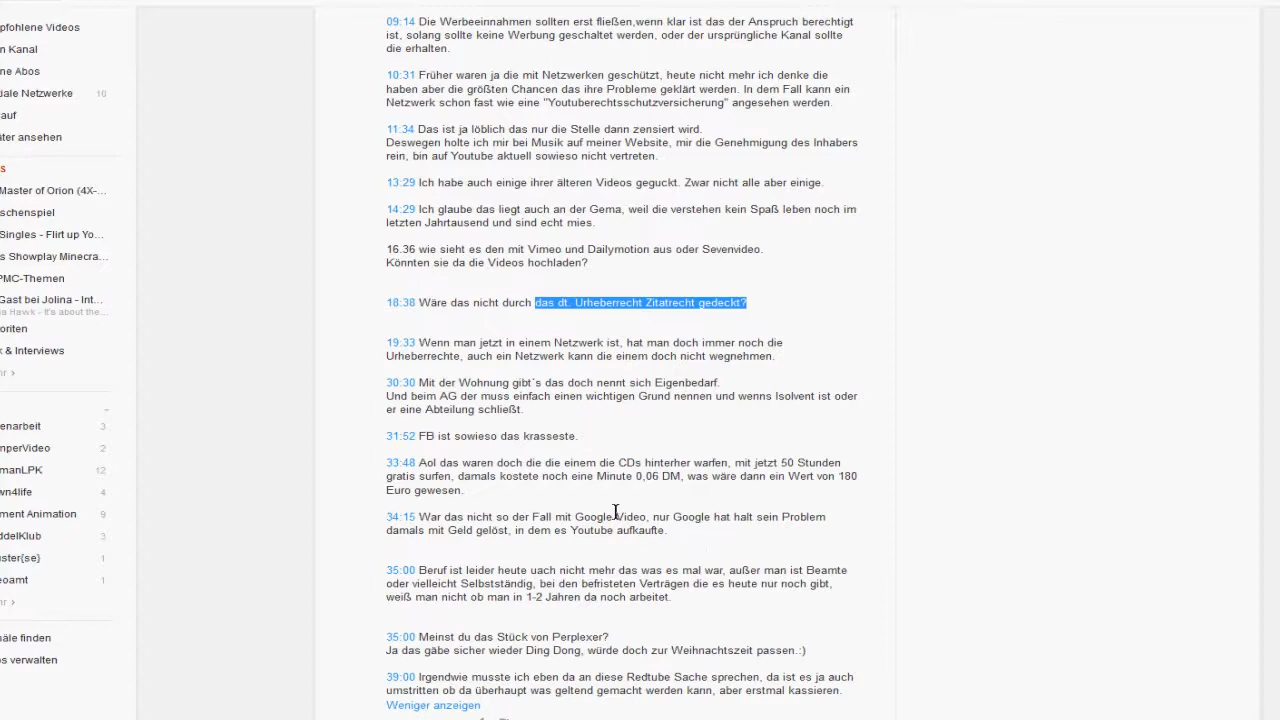 pfohlene Videos
n Kanal
ne Abos
iale Netzwerke 16
auf
äter ansehen
s
Master of Orion (4X-...
schenspiel
Singles - Flirt up Yo...
s Showplay Minecra...
PMC-Themen
Gast bei Jolina - Int...
a Hawk - It's about the...
oriten
k & Interviews
hr >
enarbeit 3
mperVideo 2
manLPK 12
wn4life 4
ment Animation 9
ddelKlub 3
ster{se} 1
eoamt 1
hr >
äle finden
os verwalten
09:14 Die Werbeeinnahmen sollten erst fließen,wenn klar ist das der Anspruch berechtigt
ist, solang sollte keine Werbung geschaltet werden, oder der ursprüngliche Kanal sollte
die erhalten.
10:31 Früher waren ja die mit Netzwerken geschützt, heute nicht mehr ich denke die
haben aber die größten Chancen das ihre Probleme geklärt werden. In dem Fall kann ein
Netzwerk schon fast wie eine "Youtuberechtsschutzversicherung" angesehen werden.
11:34 Das ist ja löblich das nur die Stelle dann zensiert wird.
Deswegen holte ich mir bei Musik auf meiner Website, mir die Genehmigung des Inhabers
rein, bin auf Youtube aktuell sowieso nicht vertreten.
13:29 Ich habe auch einige ihrer älteren Videos geguckt. Zwar nicht alle aber einige.
14:29 Ich glaube das liegt auch an der Gema, weil die verstehen kein Spaß leben noch im
letzten Jahrtausend und sind echt mies.
16.36 wie sieht es den mit Vimeo und Dailymotion aus oder Sevenvideo.
Könnten sie da die Videos hochladen?
18:38 Wäre das nicht durch das dt. Urheberrecht Zitatrecht gedeckt?
19:33 Wenn man jetzt in einem Netzwerk ist, hat man doch immer noch die
Urheberrechte, auch ein Netzwerk kann die einem doch nicht wegnehmen.
30:30 Mit der Wohnung gibt´s das doch nennt sich Eigenbedarf.
Und beim AG der muss einfach einen wichtigen Grund nennen und wenns Isolvent ist oder
er eine Abteilung schließt.
31:52 FB ist sowieso das krasseste.
33:48 Aol das waren doch die die einem die CDs hinterher warfen, mit jetzt 50 Stunden
gratis surfen, damals kostete noch eine Minute 0,06 DM, was wäre dann ein Wert von 180
Euro gewesen.
34:15 War das nicht so der Fall mit Google Video, nur Google hat halt sein Problem
damals mit Geld gelöst, in dem es Youtube aufkaufte.
35:00 Beruf ist leider heute uach nicht mehr das was es mal war, außer man ist Beamte
oder vielleicht Selbstständig, bei den befristeten Verträgen die es heute nur noch gibt,
weiß man nicht ob man in 1-2 Jahren da noch arbeitet.
35:00 Meinst du das Stück von Perplexer?
Ja das gäbe sicher wieder Ding Dong, würde doch zur Weihnachtszeit passen.:)
39:00 Irgendwie musste ich eben da an diese Redtube Sache sprechen, da ist es ja auch
umstritten ob da überhaupt was geltend gemacht werden kann, aber erstmal kassieren.
Weniger anzeigen